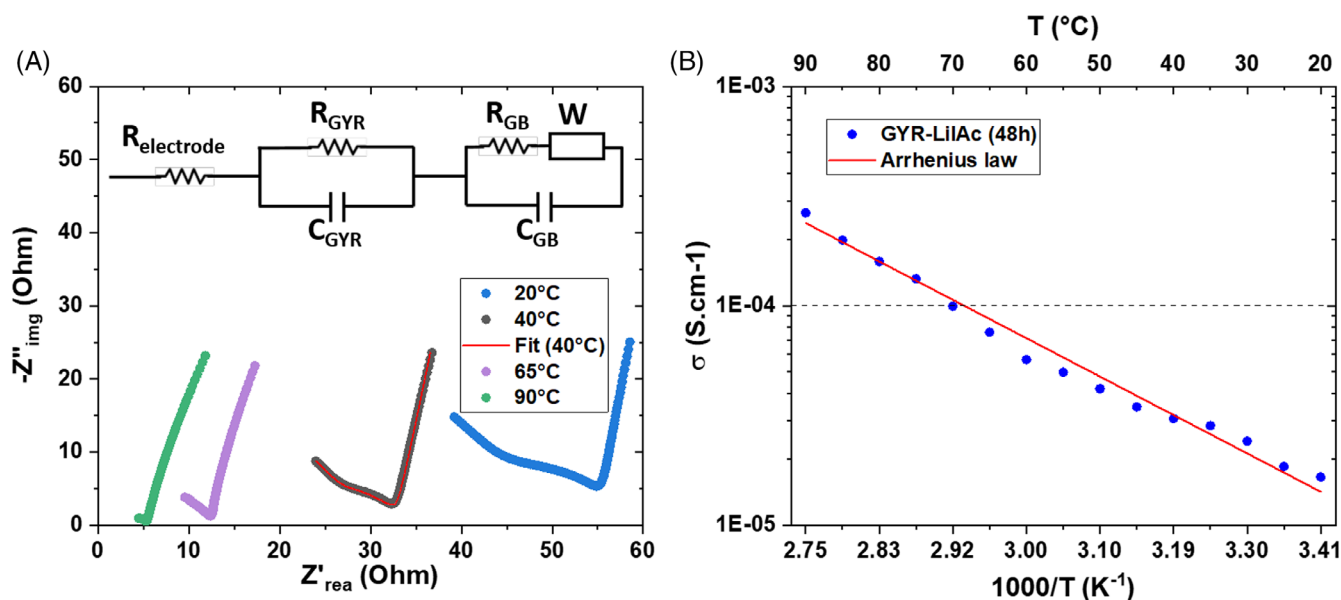 (A)
60
50
40
30
20
10
0
-Z"img (Ohm)
Relectrode
RGYR
CGYR
RGB
W
CGB
20°C
40°C
Fit (40°C)
65°C
90°C
0 10 20 30 40 50 60
Z'rea (Ohm)
(B)
T (°C)
90 80 70 60 50 40 30 20
1E-03
1E-04
1E-05
σ (S.cm-1)
GYR-LiIAc (48h)
Arrhenius law
2.75 2.83 2.92 3.00 3.10 3.19 3.30 3.41
1000/T (K-1)